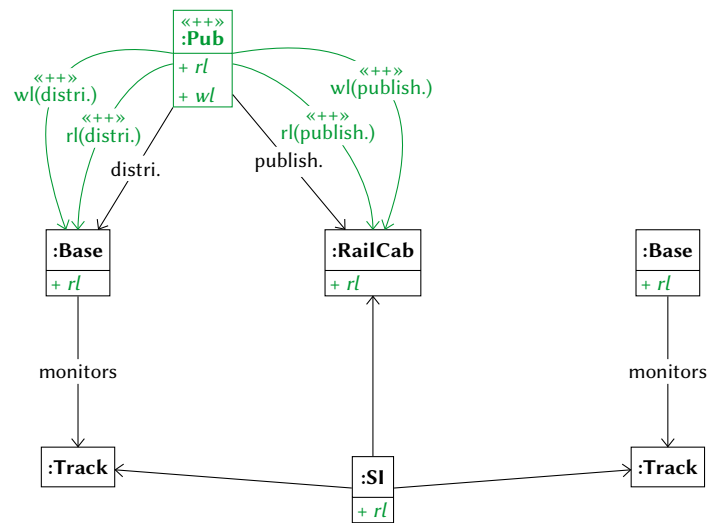 «++»
:Pub
+ rl
+ wl
«++»
wl(distri.)
«++»
rl(distri.)
«++»
wl(publish.)
«++»
rl(publish.)
distri.
publish.
:Base
+ rl
:RailCab
+ rl
:Base
+ rl
monitors
monitors
:Track
:SI
+ rl
:Track